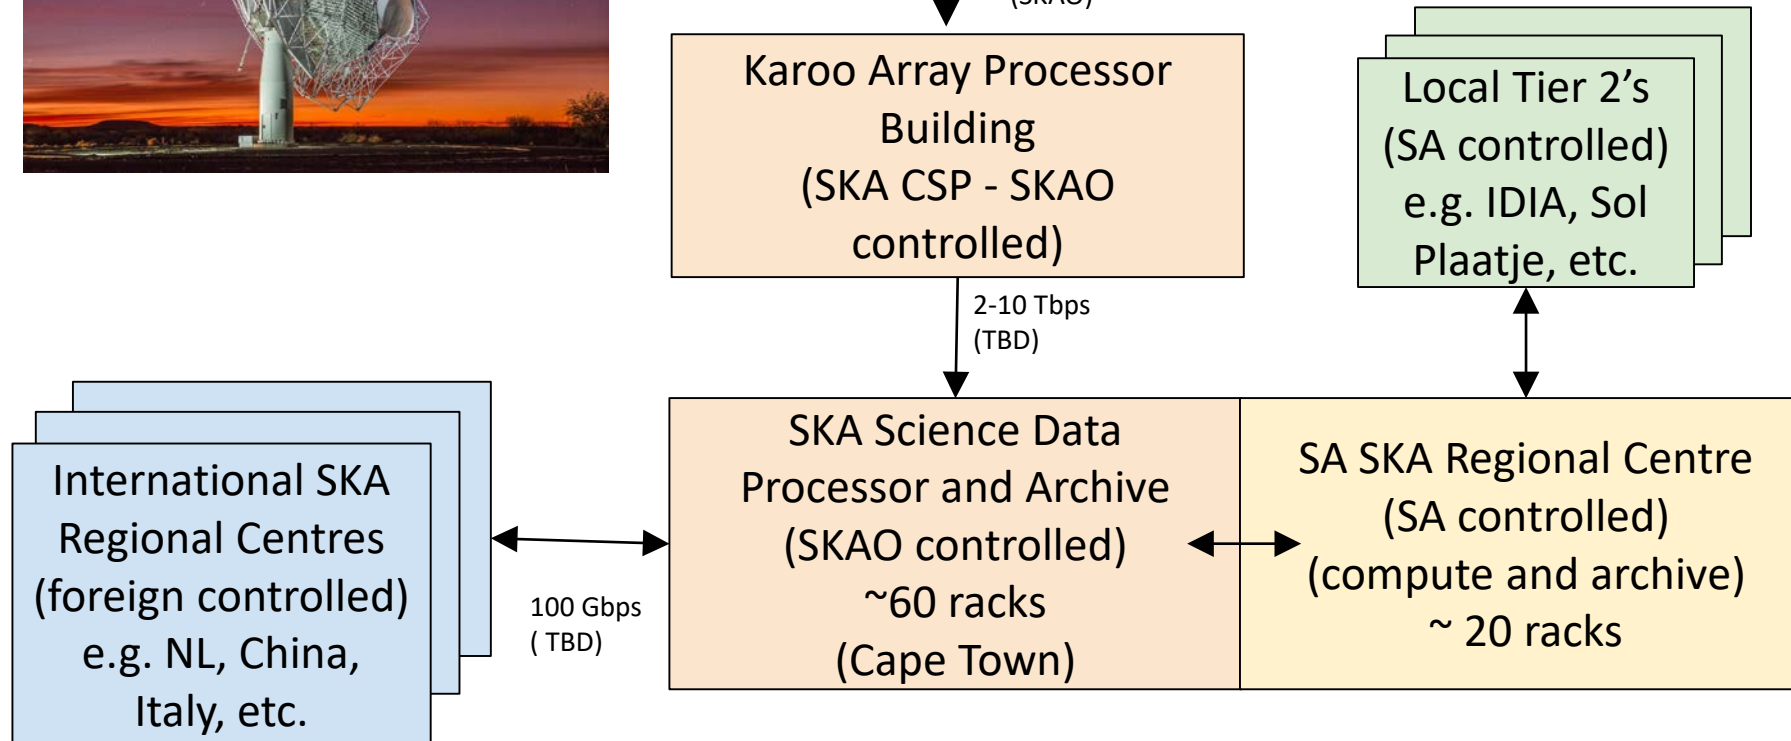 (SKAO)
Karoo Array Processor
Building
(SKA CSP - SKAO
controlled)
Local Tier 2’s
(SA controlled)
e.g. IDIA, Sol
Plaatje, etc.
2-10 Tbps
(TBD)
International SKA
Regional Centres
(foreign controlled)
e.g. NL, China,
Italy, etc.
100 Gbps
( TBD)
SKA Science Data
Processor and Archive
(SKAO controlled)
~60 racks
(Cape Town)
SA SKA Regional Centre
(SA controlled)
(compute and archive)
~ 20 racks